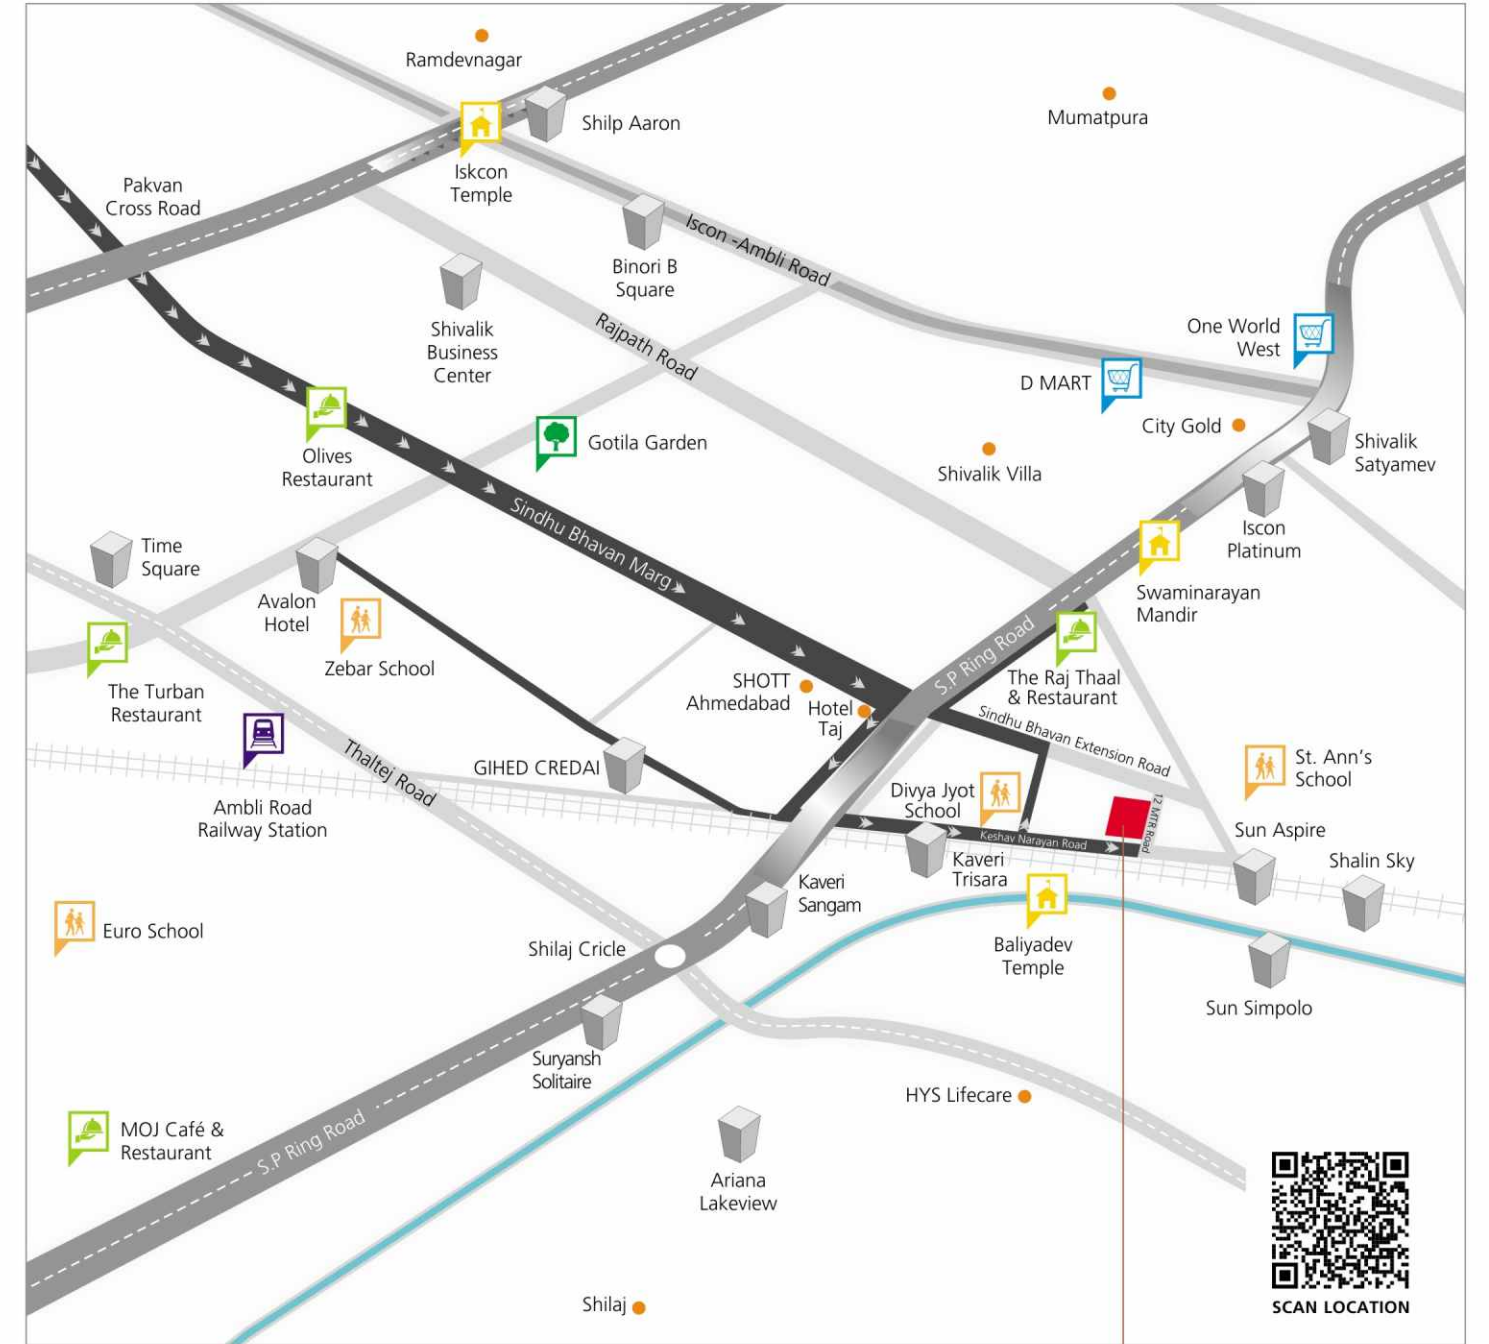 Ramdevnagar
Shilp Aaron
Mumatpura
Iskcon
Temple
Pakvan
Cross Road
Iscon -Ambli Road
Binori B
Square
Shivalik
Business
Center
Rajpath Road
One World
West
D MART
City Gold
Shivalik
Satyamev
Shivalik Villa
Gotila Garden
Olives
Restaurant
Sindhu Bhavan Marg
Iscon
Platinum
Time
Square
Avalon
Hotel
Swaminarayan
Mandir
Zebar School
S.P Ring Road
SHOTT
Ahmedabad
Hotel
Taj
The Raj Thaal
& Restaurant
The Turban
Restaurant
Sindhu Bhavan Extension Road
Thaltej Road
GIHED CREDAI
St. Ann's
School
Divya Jyot
School
Ambli Road
Railway Station
12 MTR Road
Keshav Narayan Road
Sun Aspire
Kaveri
Trisara
Shalin Sky
Kaveri
Sangam
Euro School
Shilaj Cricle
Baliyadev
Temple
Sun Simpolo
Suryansh
Solitaire
HYS Lifecare
MOJ Café &
Restaurant
S.P Ring Road
Ariana
Lakeview
Shilaj
SCAN LOCATION